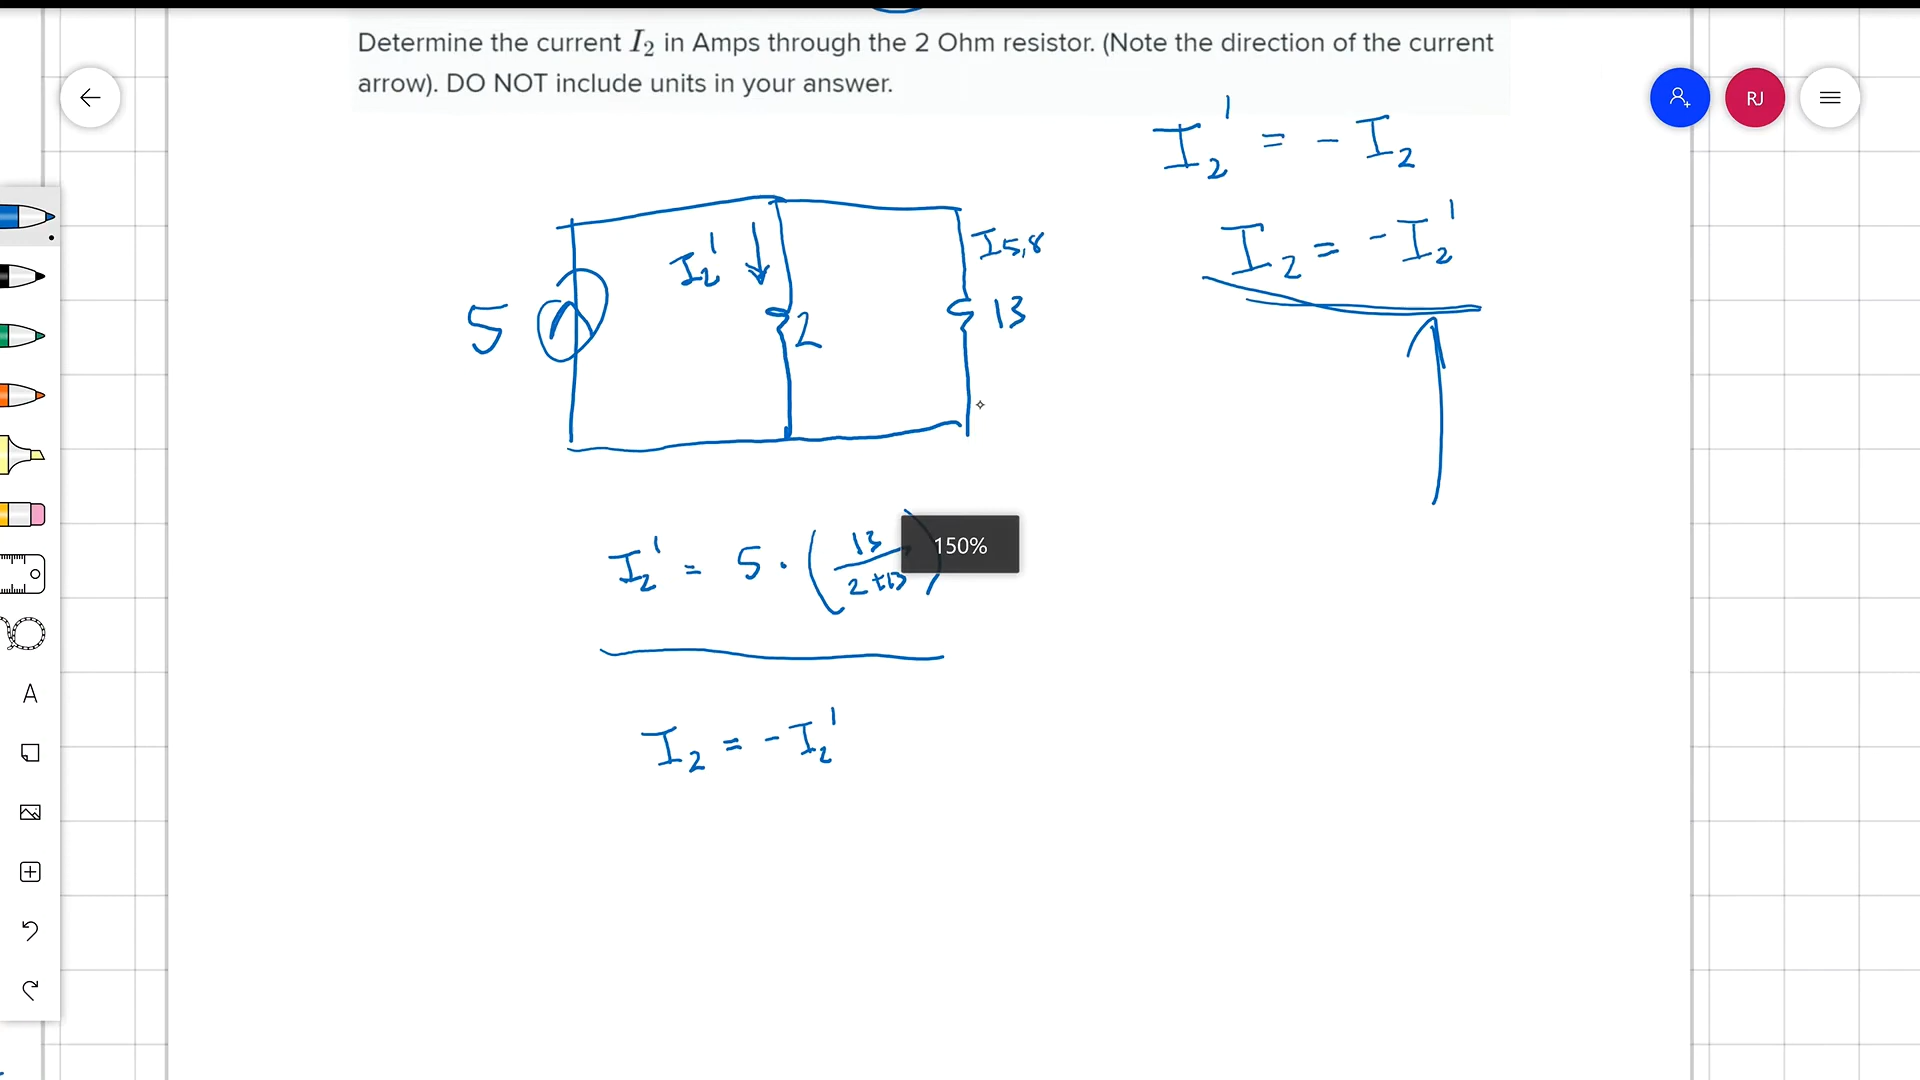 Determine the current I₂ in Amps through the 2 Ohm resistor. (Note the direction of the current
arrow). DO NOT include units in your answer.
RJ
I₂' = - I₂
I₂ = - I₂'
I₂'
I5,8
5
2
13
I₂' = 5 · (13/(2+13))
150%
I₂ = - I₂'
A